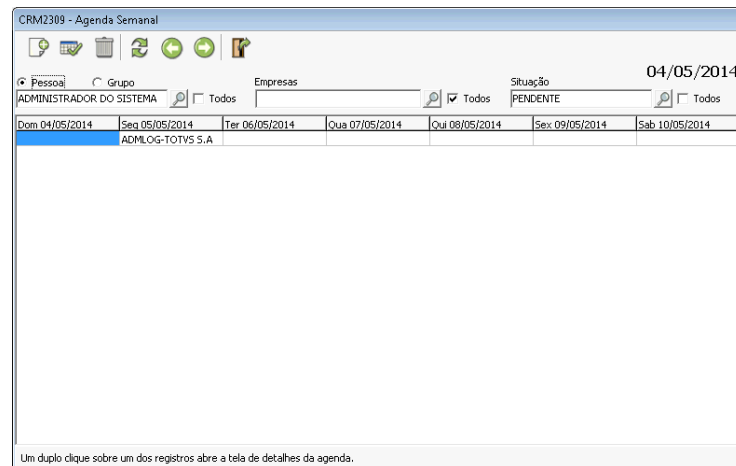 CRM2309 - Agenda Semanal
04/05/2014
Pessoa Grupo Empresas Situação
ADMINISTRADOR DO SISTEMA Todos Todos PENDENTE Todos
Dom 04/05/2014 Seg 05/05/2014 Ter 06/05/2014 Qua 07/05/2014 Qui 08/05/2014 Sex 09/05/2014 Sab 10/05/2014
ADMLOG-TOTVS S.A
Um duplo clique sobre um dos registros abre a tela de detalhes da agenda.